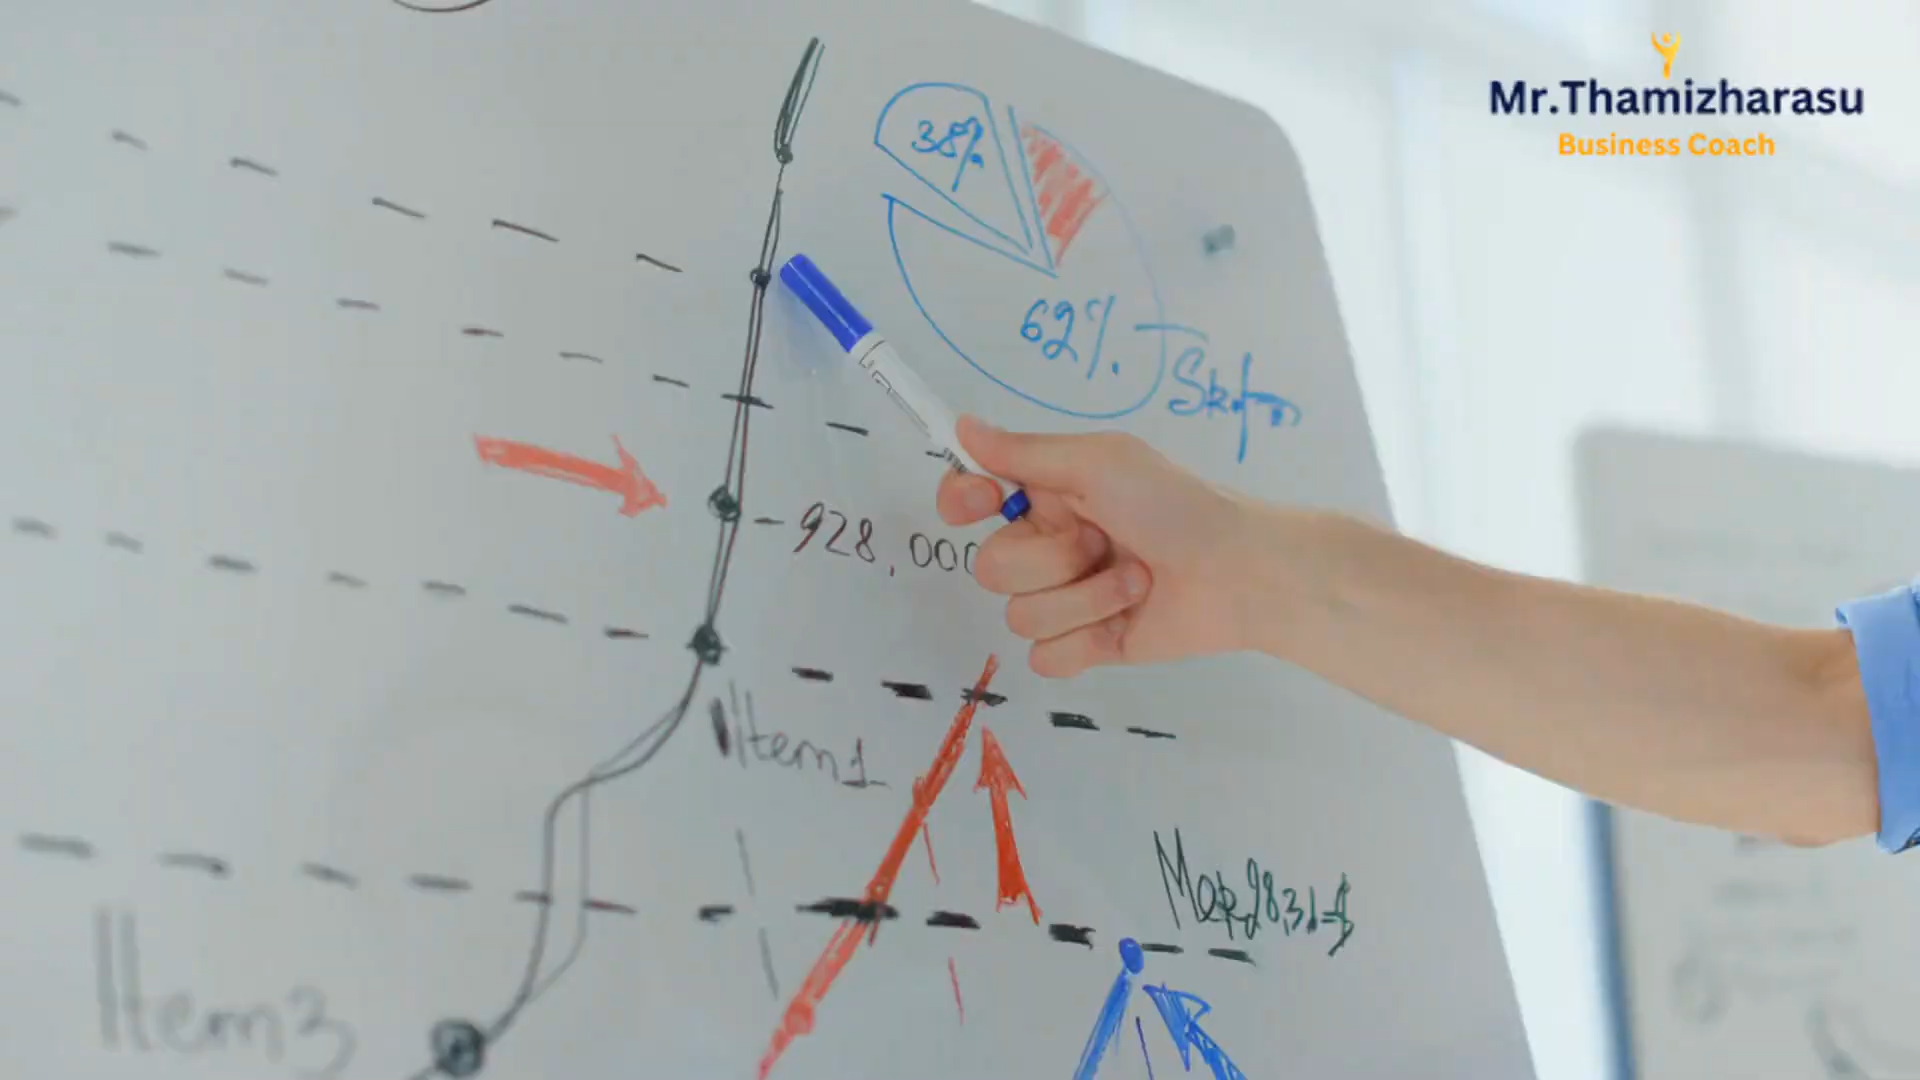 Mr.Thamizharasu
Business Coach
38%
62%
928,000
Item1
Item3